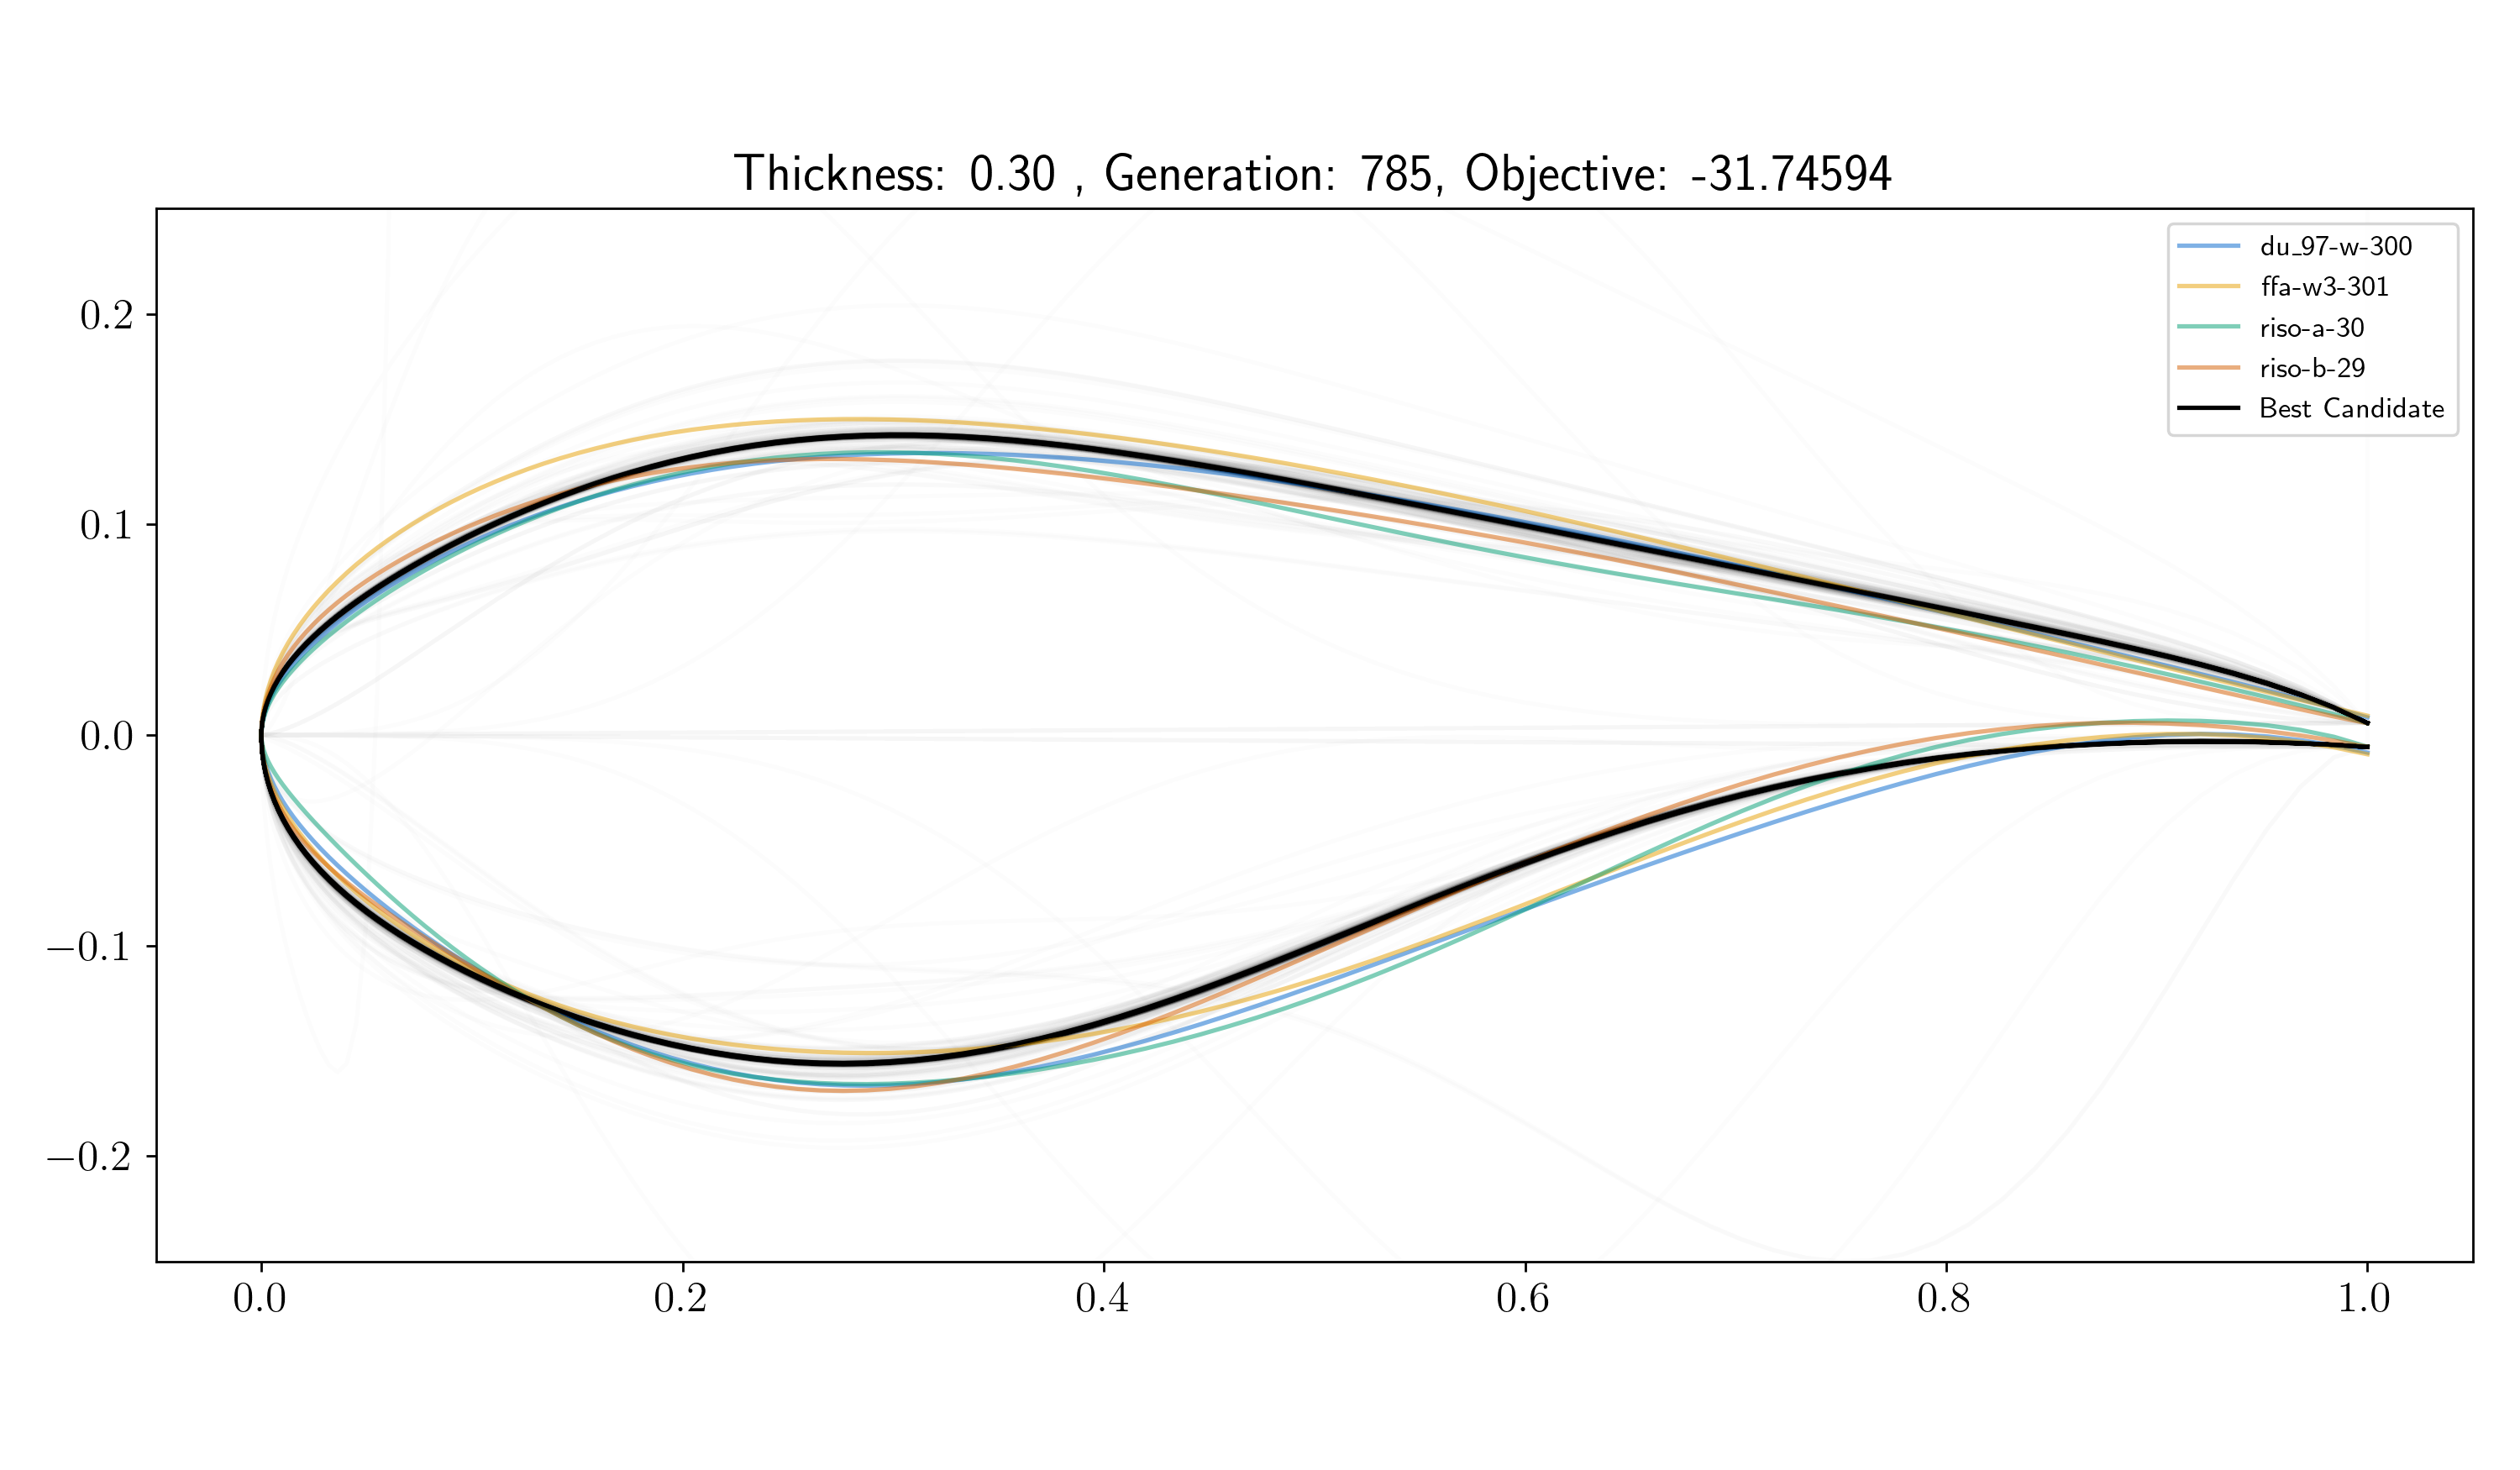 Thickness: 0.30 , Generation: 785, Objective: -31.74594
du_97-w-300
ffa-w3-301
riso-a-30
riso-b-29
Best Candidate
0.2
0.1
0.0
−0.1
−0.2
0.0 0.2 0.4 0.6 0.8 1.0